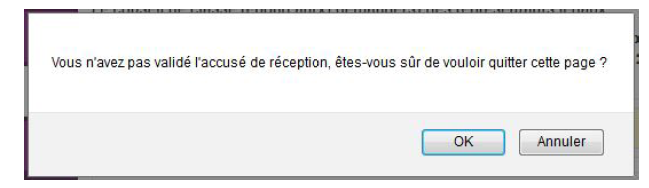 Vous n'avez pas validé l'accusé de réception, êtes-vous sûr de vouloir quitter cette page ?
OK Annuler